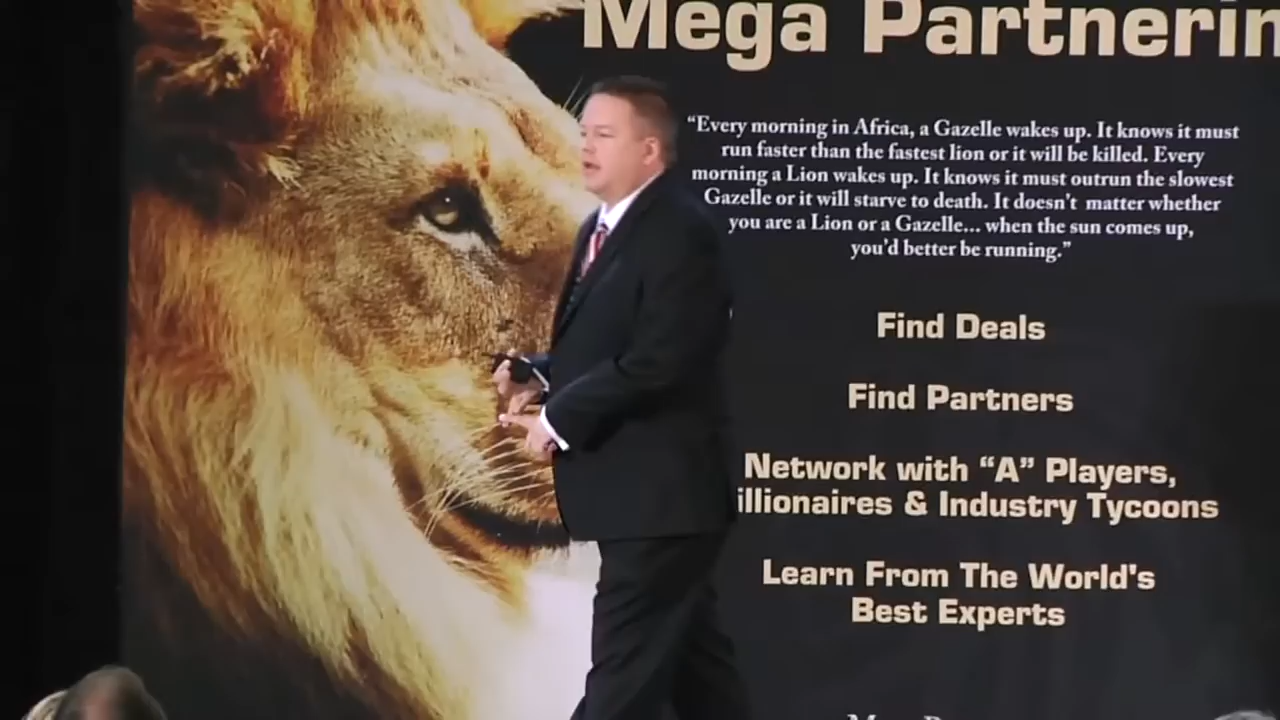 Mega Partnerin
“Every morning in Africa, a Gazelle wakes up. It knows it must
run faster than the fastest lion or it will be killed. Every
morning a Lion wakes up. It knows it must outrun the slowest
Gazelle or it will starve to death. It doesn't matter whether
you are a Lion or a Gazelle... when the sun comes up,
you'd better be running.”
Find Deals
Find Partners
Network with “A” Players,
illionaires & Industry Tycoons
Learn From The World's
Best Experts